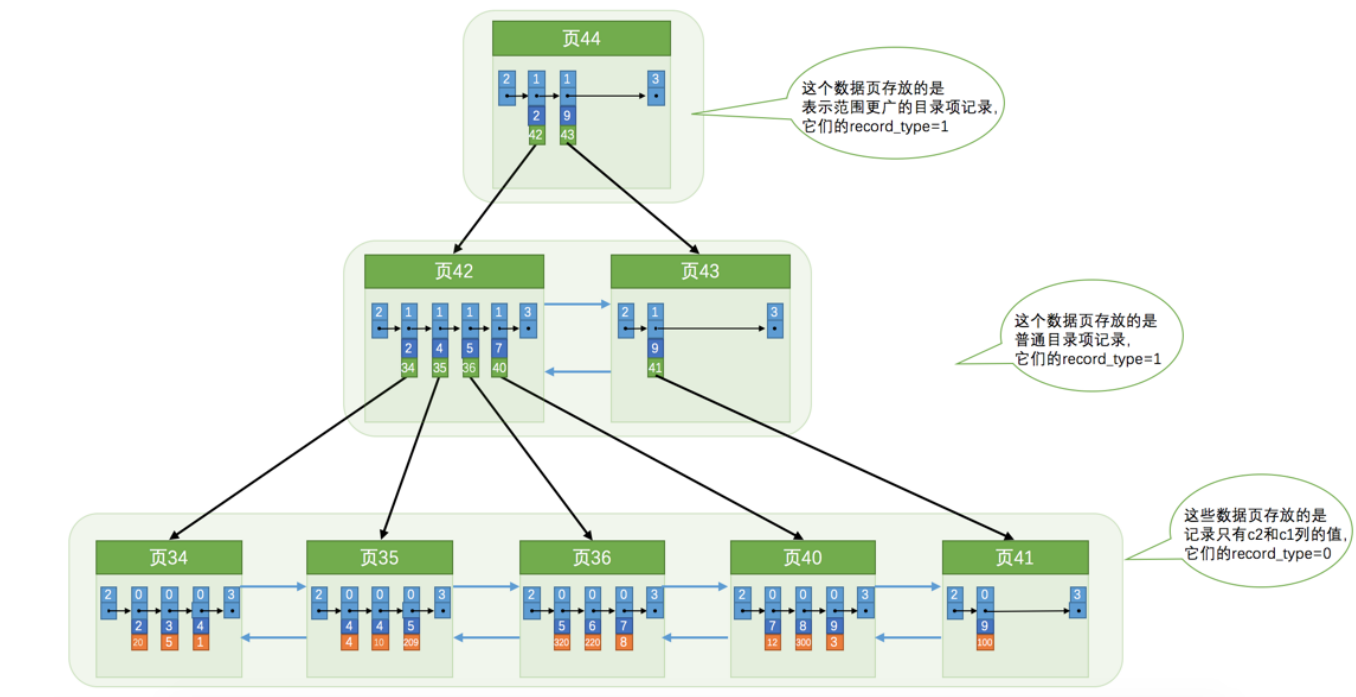 页44
2 1 1 3
2 9
42 43
这个数据页存放的是
表示范围更广的目录项记录,
它们的record_type=1
页42
页43
2 1 1 1 1 3
2 4 5 7
34 35 36 40
2 1 3
9
41
这个数据页存放的是
普通目录项记录,
它们的record_type=1
页34
页35
页36
页40
页41
2 0 0 0 3
2 3 4
20 5 1
2 0 0 0 3
4 4 5
4 10 209
2 0 0 0 3
5 6 7
320 220 8
2 0 0 0 3
7 8 9
12 300 3
2 0 3
9
100
这些数据页存放的是
记录只有c2和c1列的值,
它们的record_type=0